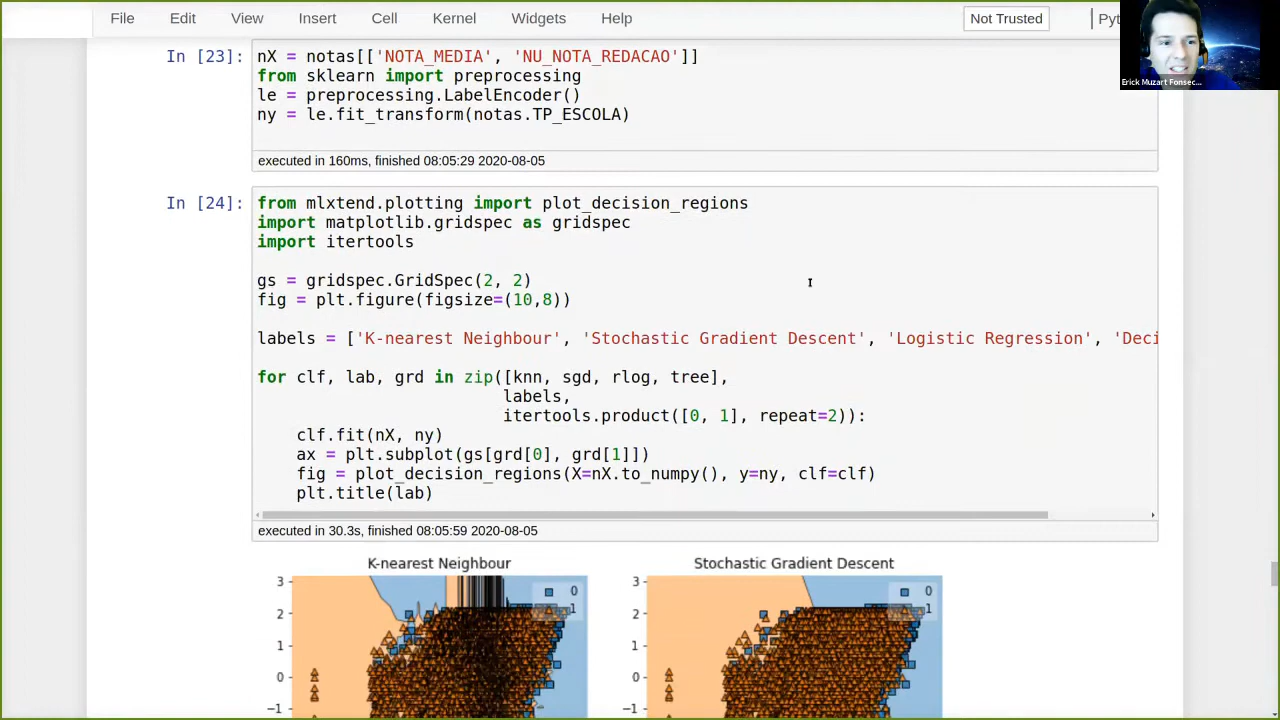 File Edit View Insert Cell Kernel Widgets Help Not Trusted Pyt
Erick Muzart Fonsec...
In [23]: nX = notas[['NOTA_MEDIA', 'NU_NOTA_REDACAO']]
from sklearn import preprocessing
le = preprocessing.LabelEncoder()
ny = le.fit_transform(notas.TP_ESCOLA)
executed in 160ms, finished 08:05:29 2020-08-05
In [24]: from mlxtend.plotting import plot_decision_regions
import matplotlib.gridspec as gridspec
import itertools
gs = gridspec.GridSpec(2, 2)
fig = plt.figure(figsize=(10,8))
labels = ['K-nearest Neighbour', 'Stochastic Gradient Descent', 'Logistic Regression', 'Deci
for clf, lab, grd in zip([knn, sgd, rlog, tree],
labels,
itertools.product([0, 1], repeat=2)):
clf.fit(nX, ny)
ax = plt.subplot(gs[grd[0], grd[1]])
fig = plot_decision_regions(X=nX.to_numpy(), y=ny, clf=clf)
plt.title(lab)
executed in 30.3s, finished 08:05:59 2020-08-05
K-nearest Neighbour
3
2
1
0
−1
0
1
Stochastic Gradient Descent
3
2
1
0
−1
0
1